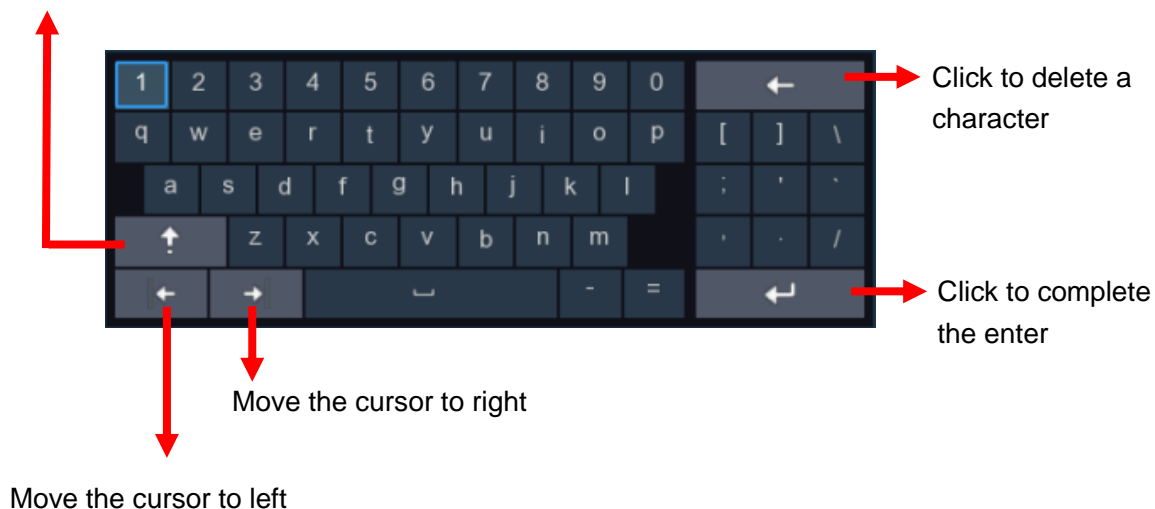 1 2 3 4 5 6 7 8 9 0
Click to delete a
character
q w e r t y u i o p [ ] \
a s d f g h j k l ; ' `
z x c v b n m , . /
- =
Click to complete
the enter
Move the cursor to right
Move the cursor to left